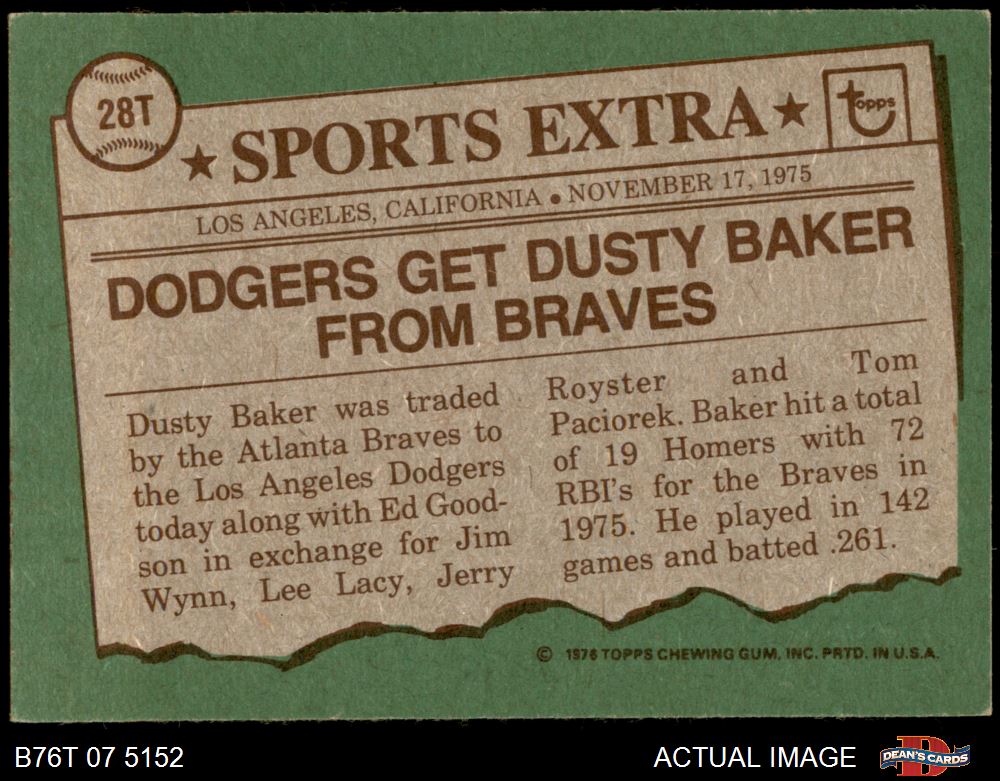 28T
★ SPORTS EXTRA ★
Topps
LOS ANGELES, CALIFORNIA • NOVEMBER 17, 1975
DODGERS GET DUSTY BAKER
FROM BRAVES
Dusty Baker was traded
by the Atlanta Braves to
the Los Angeles Dodgers
today along with Ed Good-
son in exchange for Jim
Wynn, Lee Lacy, Jerry
Royster and Tom
Paciorek. Baker hit a total
of 19 Homers with 72
RBI's for the Braves in
1975. He played in 142
games and batted .261.
© 1976 TOPPS CHEWING GUM, INC. PRTD. IN U.S.A.
B76T 07 5152
ACTUAL IMAGE
DEAN'S CARDS